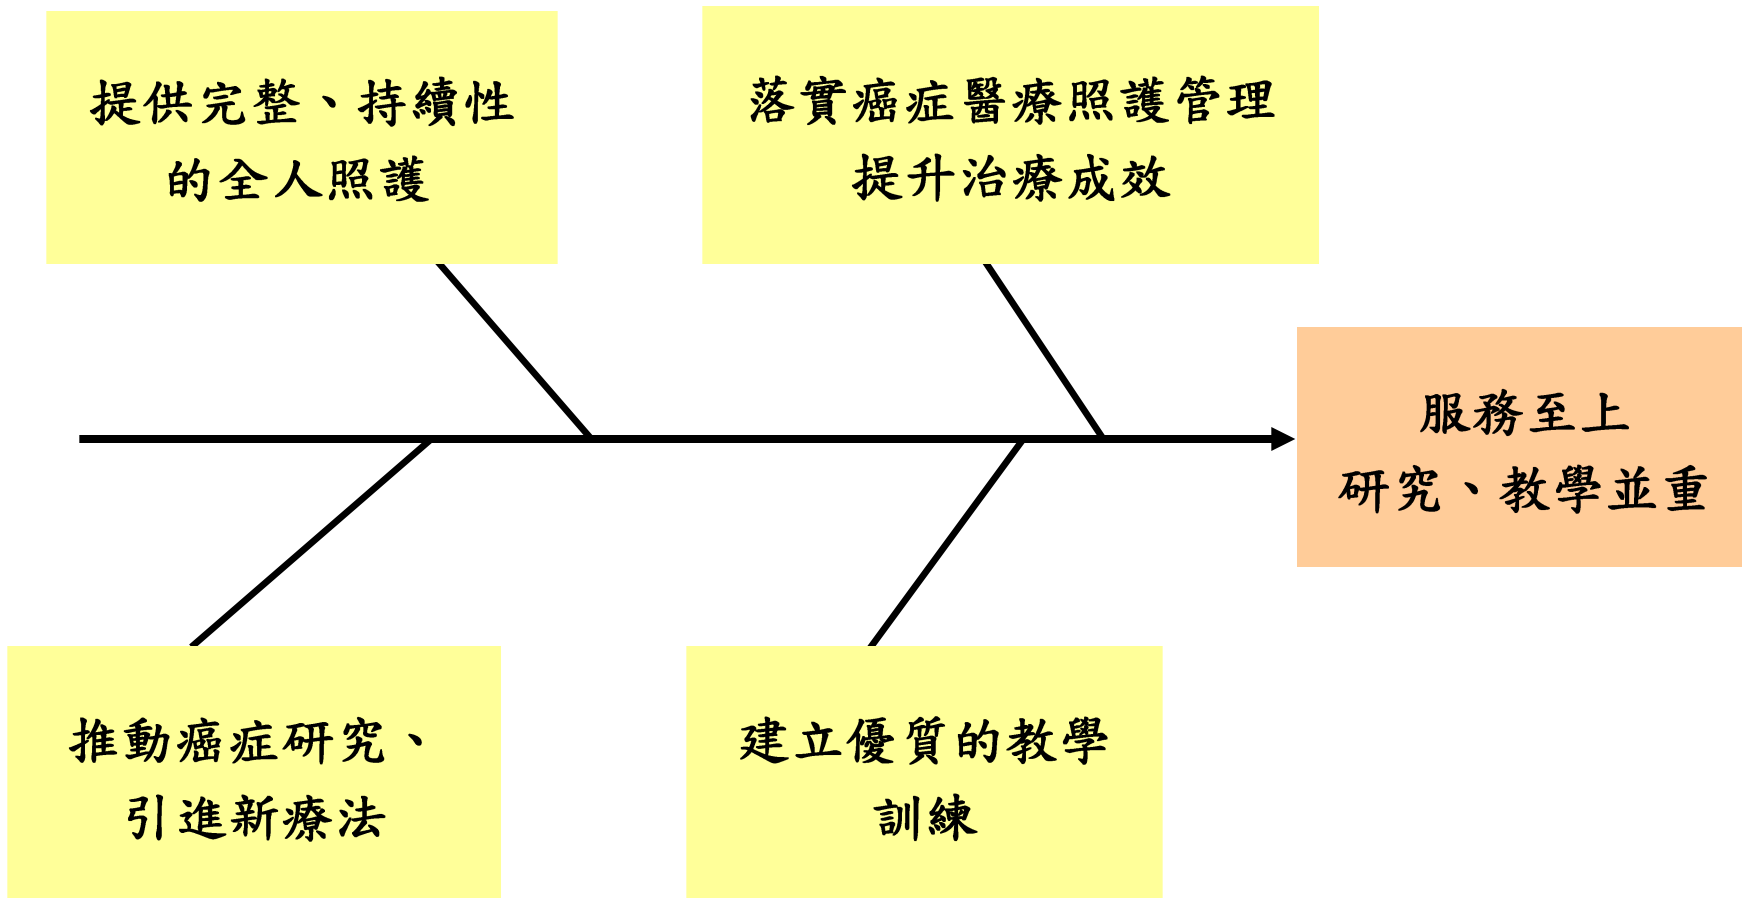 提供完整、持續性
的全人照護
落實癌症醫療照護管理
提升治療成效
服務至上
研究、教學並重
推動癌症研究、
引進新療法
建立優質的教學
訓練